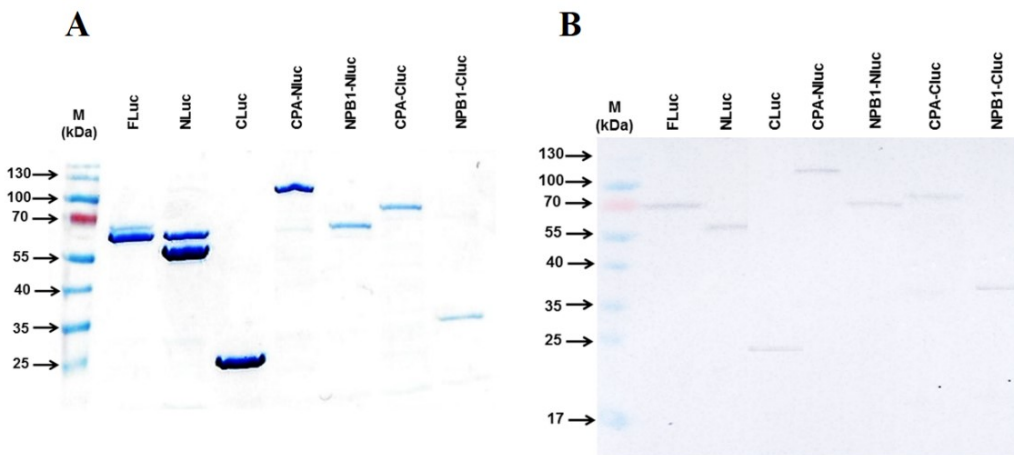 A
M
(kDa)
FLuc
NLuc
CLuc
CPA-Nluc
NPB1-Nluc
CPA-Cluc
NPB1-Cluc
130
100
70
55
40
35
25
B
M
(kDa)
FLuc
NLuc
CLuc
CPA-Nluc
NPB1-Nluc
CPA-Cluc
NPB1-Cluc
130
100
70
55
40
35
25
17